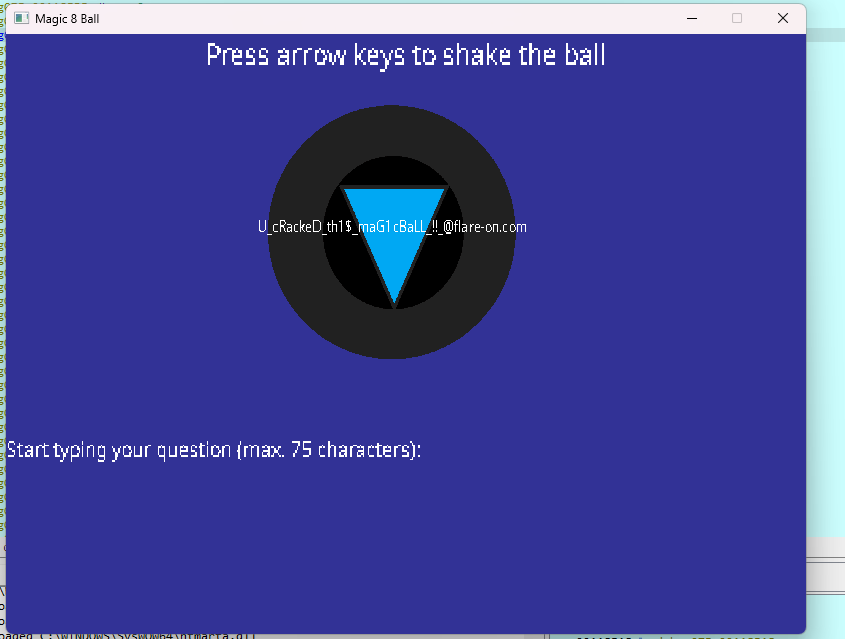 Magic 8 Ball
Press arrow keys to shake the ball
U_cRackeD_th1$_maG1cBaLL_!!_@flare-on.com
Start typing your question (max. 75 characters):